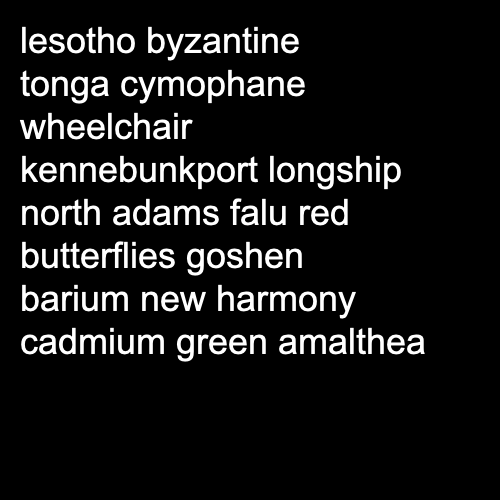 lesotho byzantine
tonga cymophane
wheelchair
kennebunkport longship
north adams falu red
butterflies goshen
barium new harmony
cadmium green amalthea